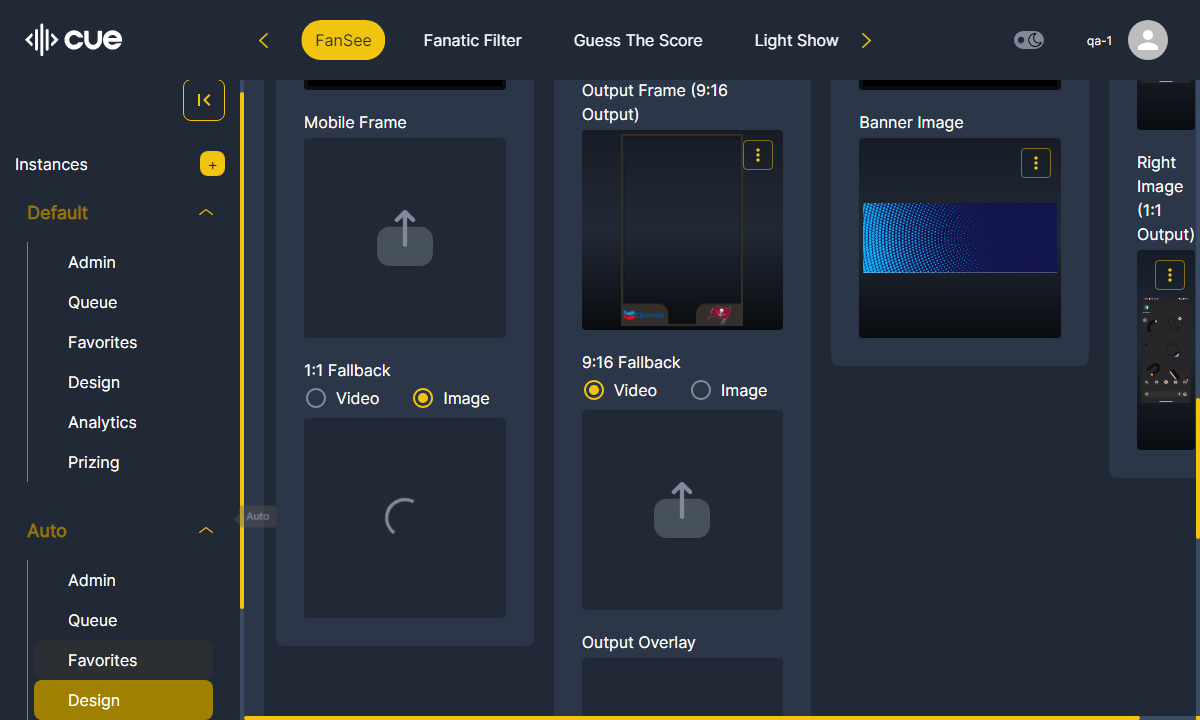 cue
FanSee
Fanatic Filter
Guess The Score
Light Show
qa-1
Instances
+
Default
Admin
Queue
Favorites
Design
Analytics
Prizing
Auto
Admin
Queue
Favorites
Design
Auto
Mobile Frame
1:1 Fallback
Video
Image
Output Frame (9:16
Output)
9:16 Fallback
Video
Image
Output Overlay
Banner Image
Right
Image
(1:1
Output)